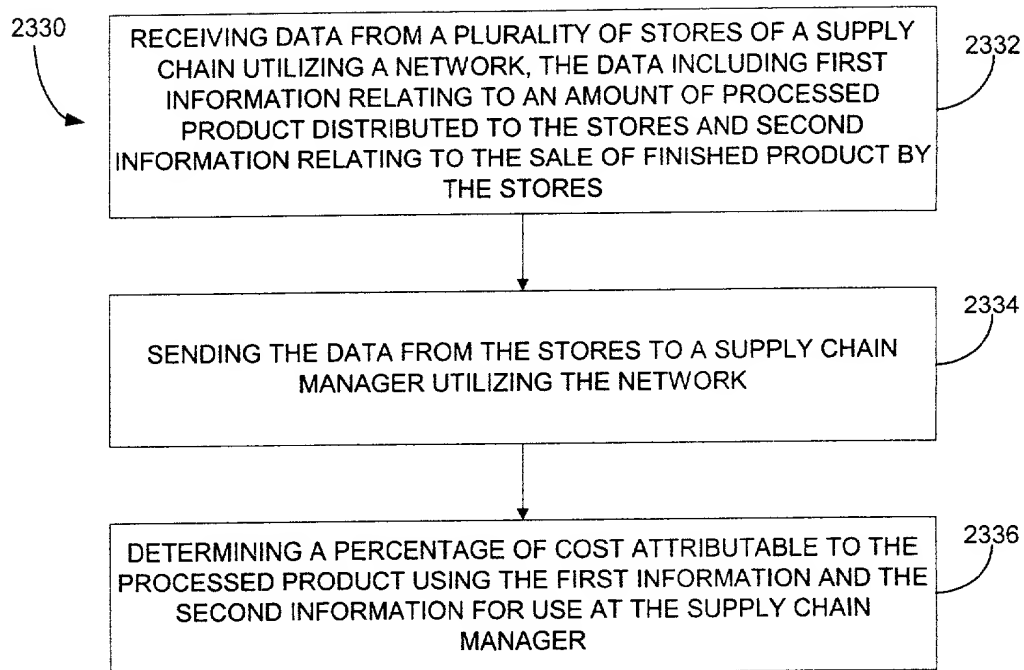 2330
RECEIVING DATA FROM A PLURALITY OF STORES OF A SUPPLY
CHAIN UTILIZING A NETWORK, THE DATA INCLUDING FIRST
INFORMATION RELATING TO AN AMOUNT OF PROCESSED
PRODUCT DISTRIBUTED TO THE STORES AND SECOND
INFORMATION RELATING TO THE SALE OF FINISHED PRODUCT BY
THE STORES
2332
SENDING THE DATA FROM THE STORES TO A SUPPLY CHAIN
MANAGER UTILIZING THE NETWORK
2334
DETERMINING A PERCENTAGE OF COST ATTRIBUTABLE TO THE
PROCESSED PRODUCT USING THE FIRST INFORMATION AND THE
SECOND INFORMATION FOR USE AT THE SUPPLY CHAIN
MANAGER
2336